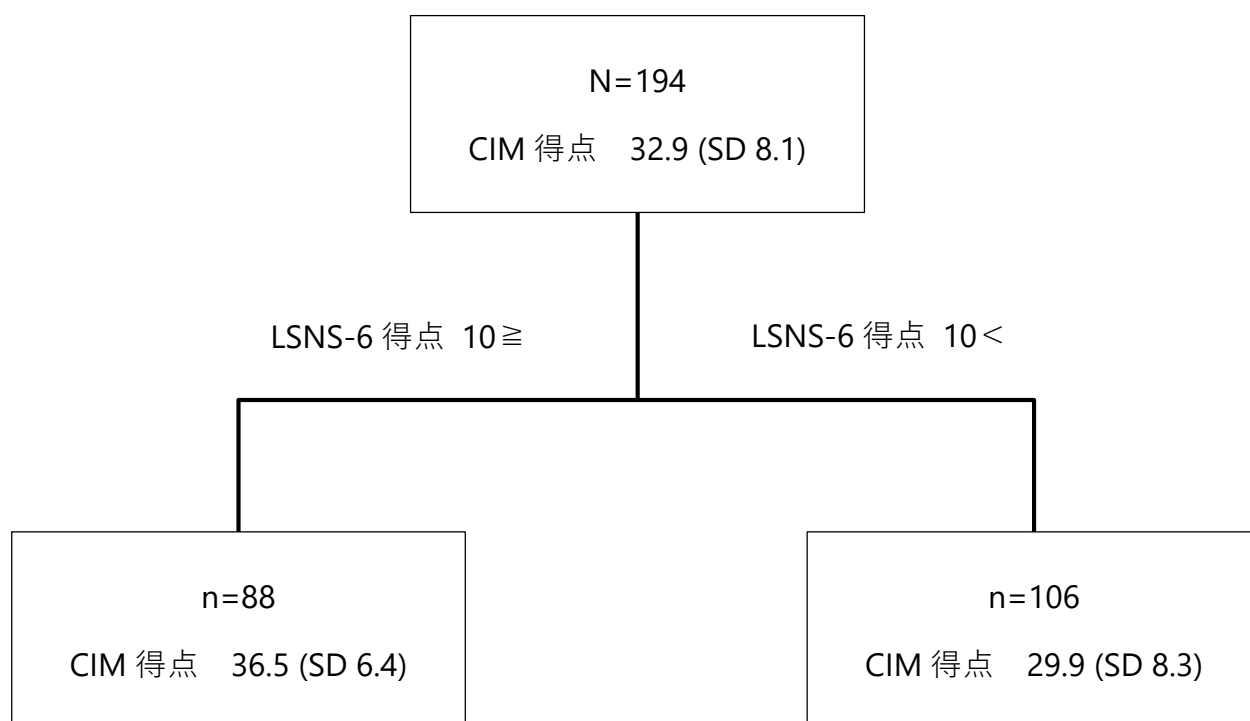 N=194
CIM 得点　32.9 (SD 8.1)
LSNS-6 得点 10≧
LSNS-6 得点 10＜
n=88
CIM 得点　36.5 (SD 6.4)
n=106
CIM 得点　29.9 (SD 8.3)